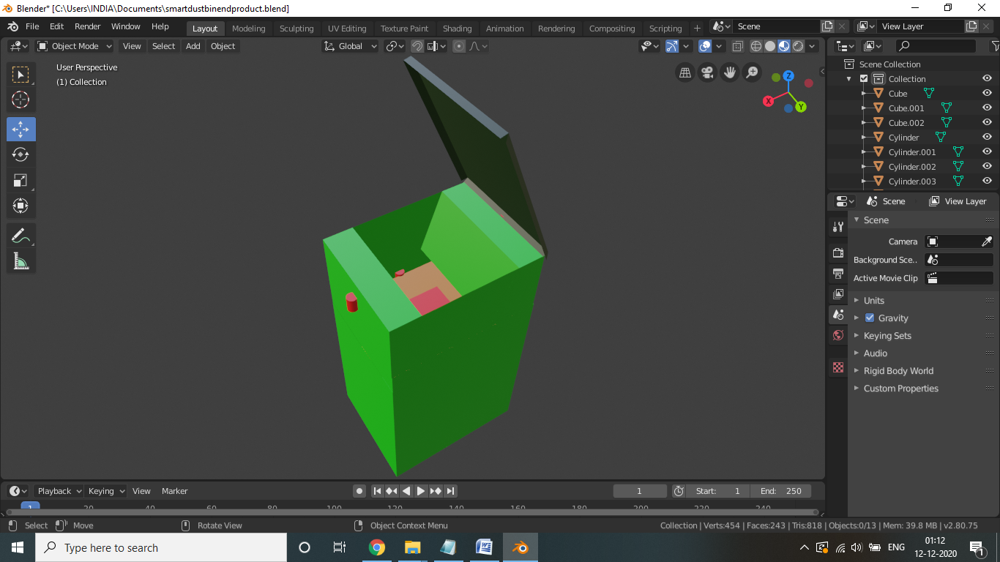 Blender* [C:\Users\INDIA\Documents\smartdustbinendproduct.blend]
File Edit Render Window Help Layout Modeling Sculpting UV Editing Texture Paint Shading Animation Rendering Compositing Scripting + Scene View Layer
Object Mode View Select Add Object Global
User Perspective
(1) Collection
Z
X
Y
Scene Collection
Collection
Cube
Cube.001
Cube.002
Cylinder
Cylinder.001
Cylinder.002
Cylinder.003
Scene View Layer
Scene
Camera
Background Sce..
Active Movie Clip
Units
Gravity
Keying Sets
Audio
Rigid Body World
Custom Properties
Playback Keying View Marker 1 Start: 1 End: 250
1 20 40 60 80 100 120 140 160 180 200 220 240
Select Move Rotate View Object Context Menu Collection | Verts:454 | Faces:243 | Tris:818 | Objects:0/13 | Mem: 39.8 MB | v2.80.75
Type here to search ENG 01:12
12-12-2020 1